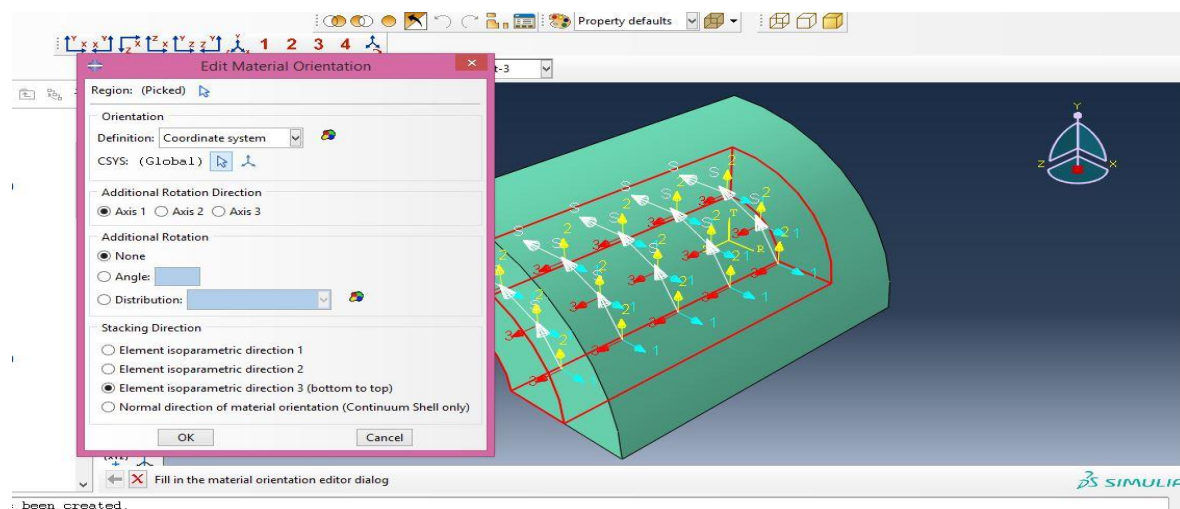 Property defaults
1 2 3 4
Edit Material Orientation
t-3
Region: (Picked)
Orientation
Definition: Coordinate system
CSYS: (Global)
Additional Rotation Direction
Axis 1 Axis 2 Axis 3
Additional Rotation
None
Angle:
Distribution:
Stacking Direction
Element isoparametric direction 1
Element isoparametric direction 2
Element isoparametric direction 3 (bottom to top)
Normal direction of material orientation (Continuum Shell only)
OK Cancel
Y
Z X
T
R
Fill in the material orientation editor dialog
SIMULIA
been created.